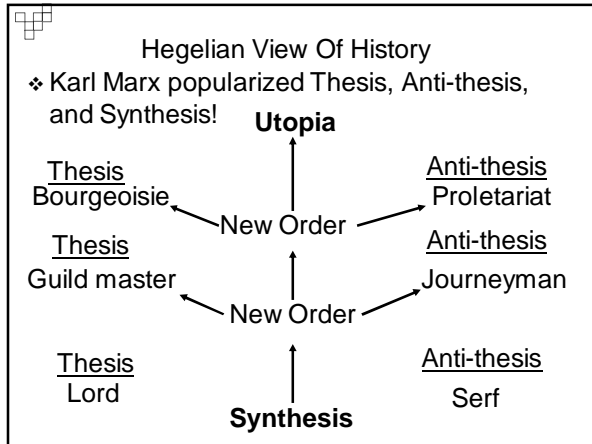 Hegelian View Of History
❖ Karl Marx popularized Thesis, Anti-thesis,
and Synthesis!
Utopia
Thesis
Bourgeoisie
Anti-thesis
Proletariat
New Order
Thesis
Guild master
Anti-thesis
Journeyman
New Order
Thesis
Lord
Anti-thesis
Serf
Synthesis